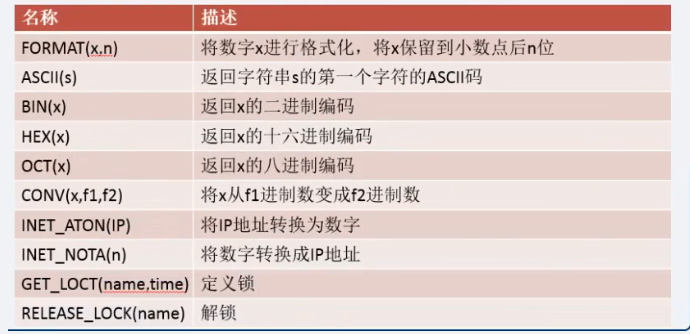 名称 描述
FORMAT(x,n) 将数字x进行格式化，将x保留到小数点后n位
ASCII(s) 返回字符串s的第一个字符的ASCII码
BIN(x) 返回x的二进制编码
HEX(x) 返回x的十六进制编码
OCT(x) 返回x的八进制编码
CONV(x,f1,f2) 将x从f1进制数变成f2进制数
INET_ATON(IP) 将IP地址转换为数字
INET_NOTA(n) 将数字转换成IP地址
GET_LOCT(name,time) 定义锁
RELEASE_LOCK(name) 解锁